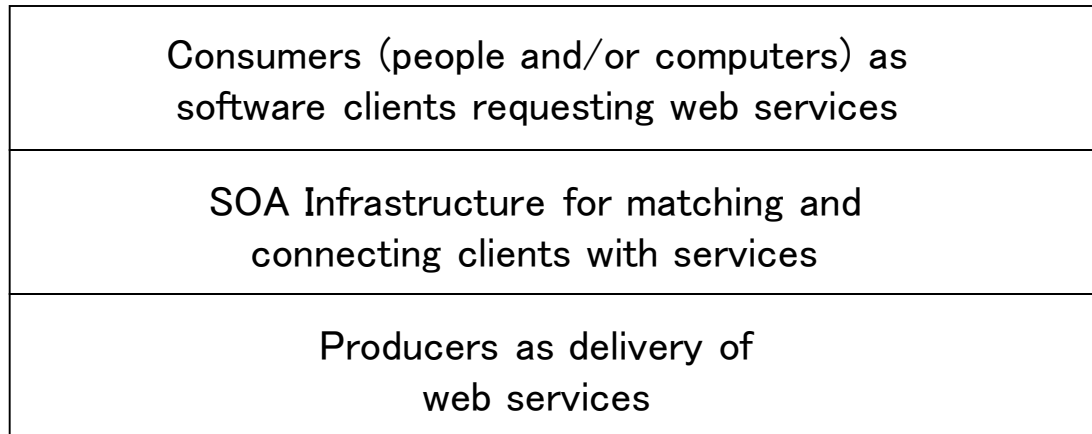 Consumers (people and/or computers) as
software clients requesting web services
SOA Infrastructure for matching and
connecting clients with services
Producers as delivery of
web services